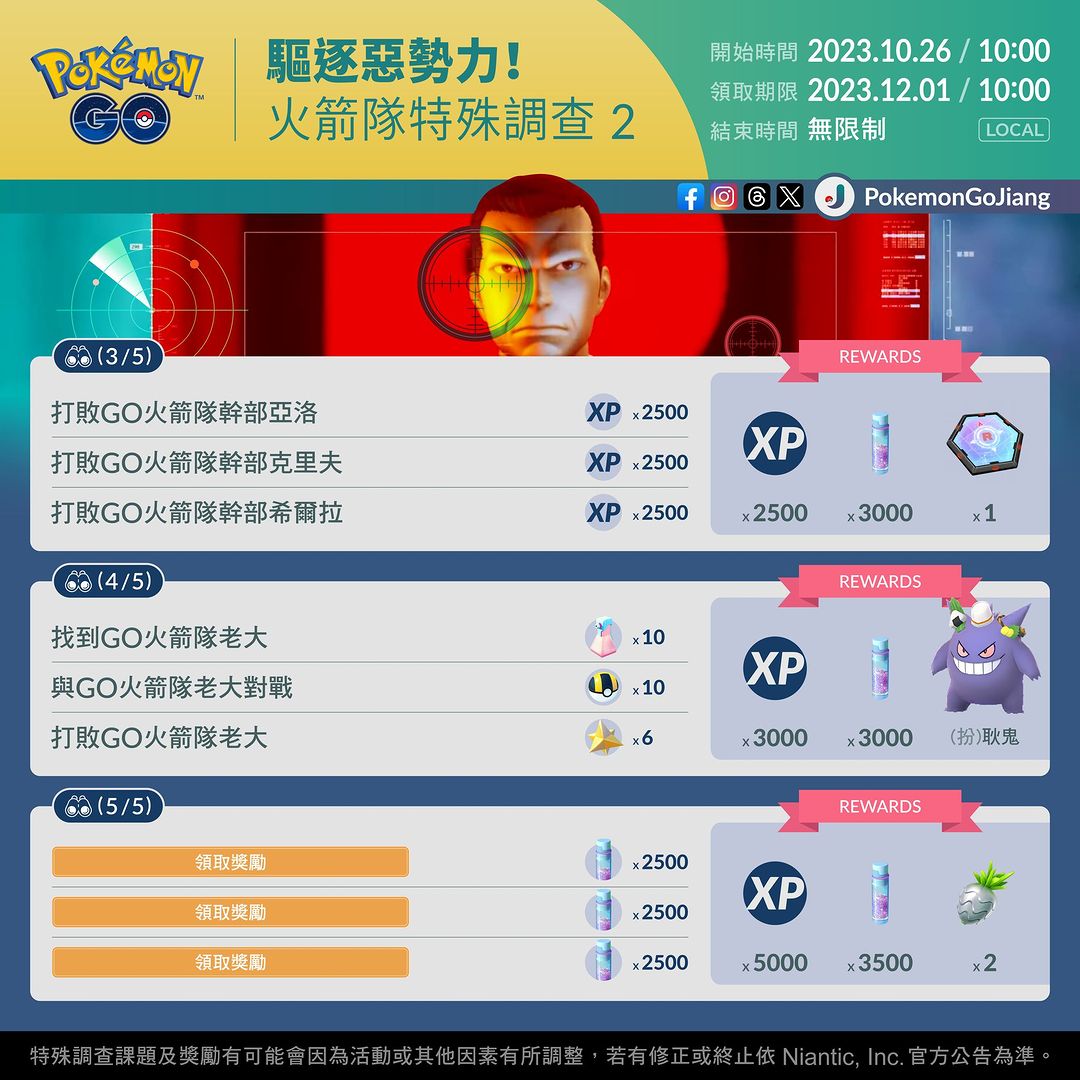 POKÉMON GO™
驅逐惡勢力！
火箭隊特殊調查 2
開始時間 2023.10.26 / 10:00
領取期限 2023.12.01 / 10:00
結束時間 無限制 LOCAL
PokemonGoJiang
(3/5)
REWARDS
打敗GO火箭隊幹部亞洛 XP x2500
打敗GO火箭隊幹部克里夫 XP x2500
打敗GO火箭隊幹部希爾拉 XP x2500
XP R
x2500 x3000 x1
(4/5)
REWARDS
找到GO火箭隊老大 x10
與GO火箭隊老大對戰 x10
打敗GO火箭隊老大 x6
XP
x3000 x3000 (扮)耿鬼
(5/5)
REWARDS
領取獎勵 x2500
領取獎勵 x2500
領取獎勵 x2500
XP
x5000 x3500 x2
特殊調查課題及獎勵有可能會因為活動或其他因素有所調整，若有修正或終止依 Niantic, Inc. 官方公告為準。